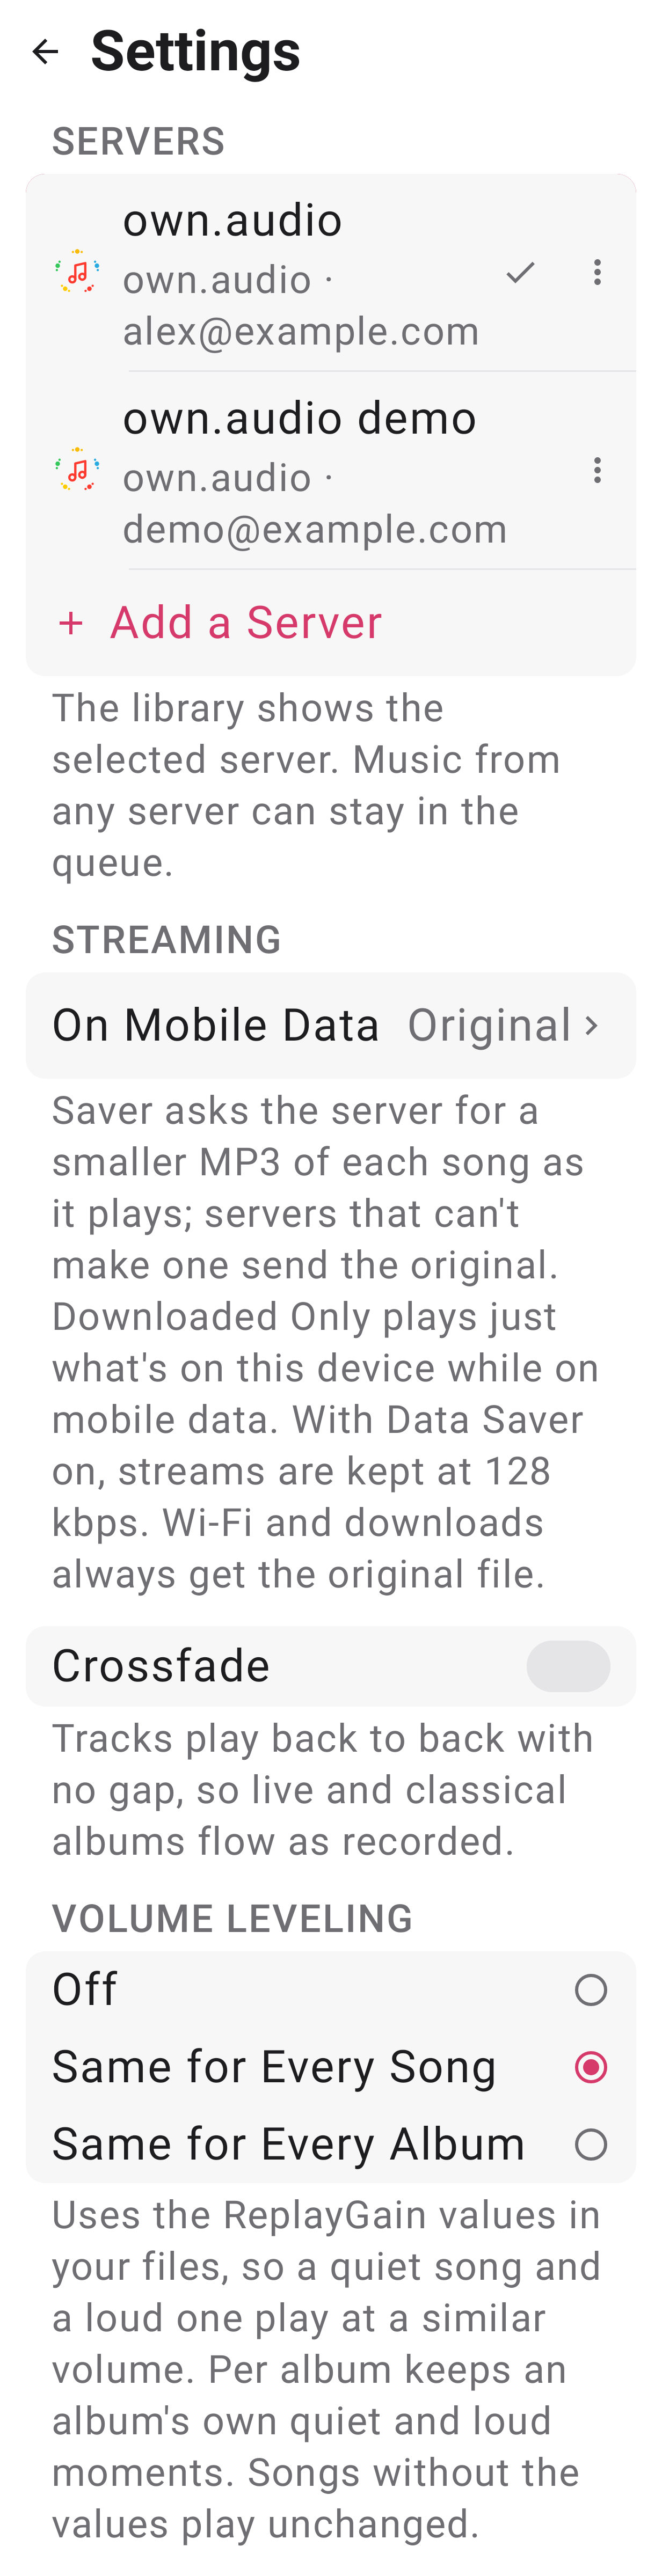 Settings
SERVERS
own.audio
own.audio ·
alex@example.com
own.audio demo
own.audio ·
demo@example.com
+ Add a Server
The library shows the
selected server. Music from
any server can stay in the
queue.
STREAMING
On Mobile Data Original
Saver asks the server for a
smaller MP3 of each song as
it plays; servers that can't
make one send the original.
Downloaded Only plays just
what's on this device while on
mobile data. With Data Saver
on, streams are kept at 128
kbps. Wi-Fi and downloads
always get the original file.
Crossfade
Tracks play back to back with
no gap, so live and classical
albums flow as recorded.
VOLUME LEVELING
Off
Same for Every Song
Same for Every Album
Uses the ReplayGain values in
your files, so a quiet song and
a loud one play at a similar
volume. Per album keeps an
album's own quiet and loud
moments. Songs without the
values play unchanged.